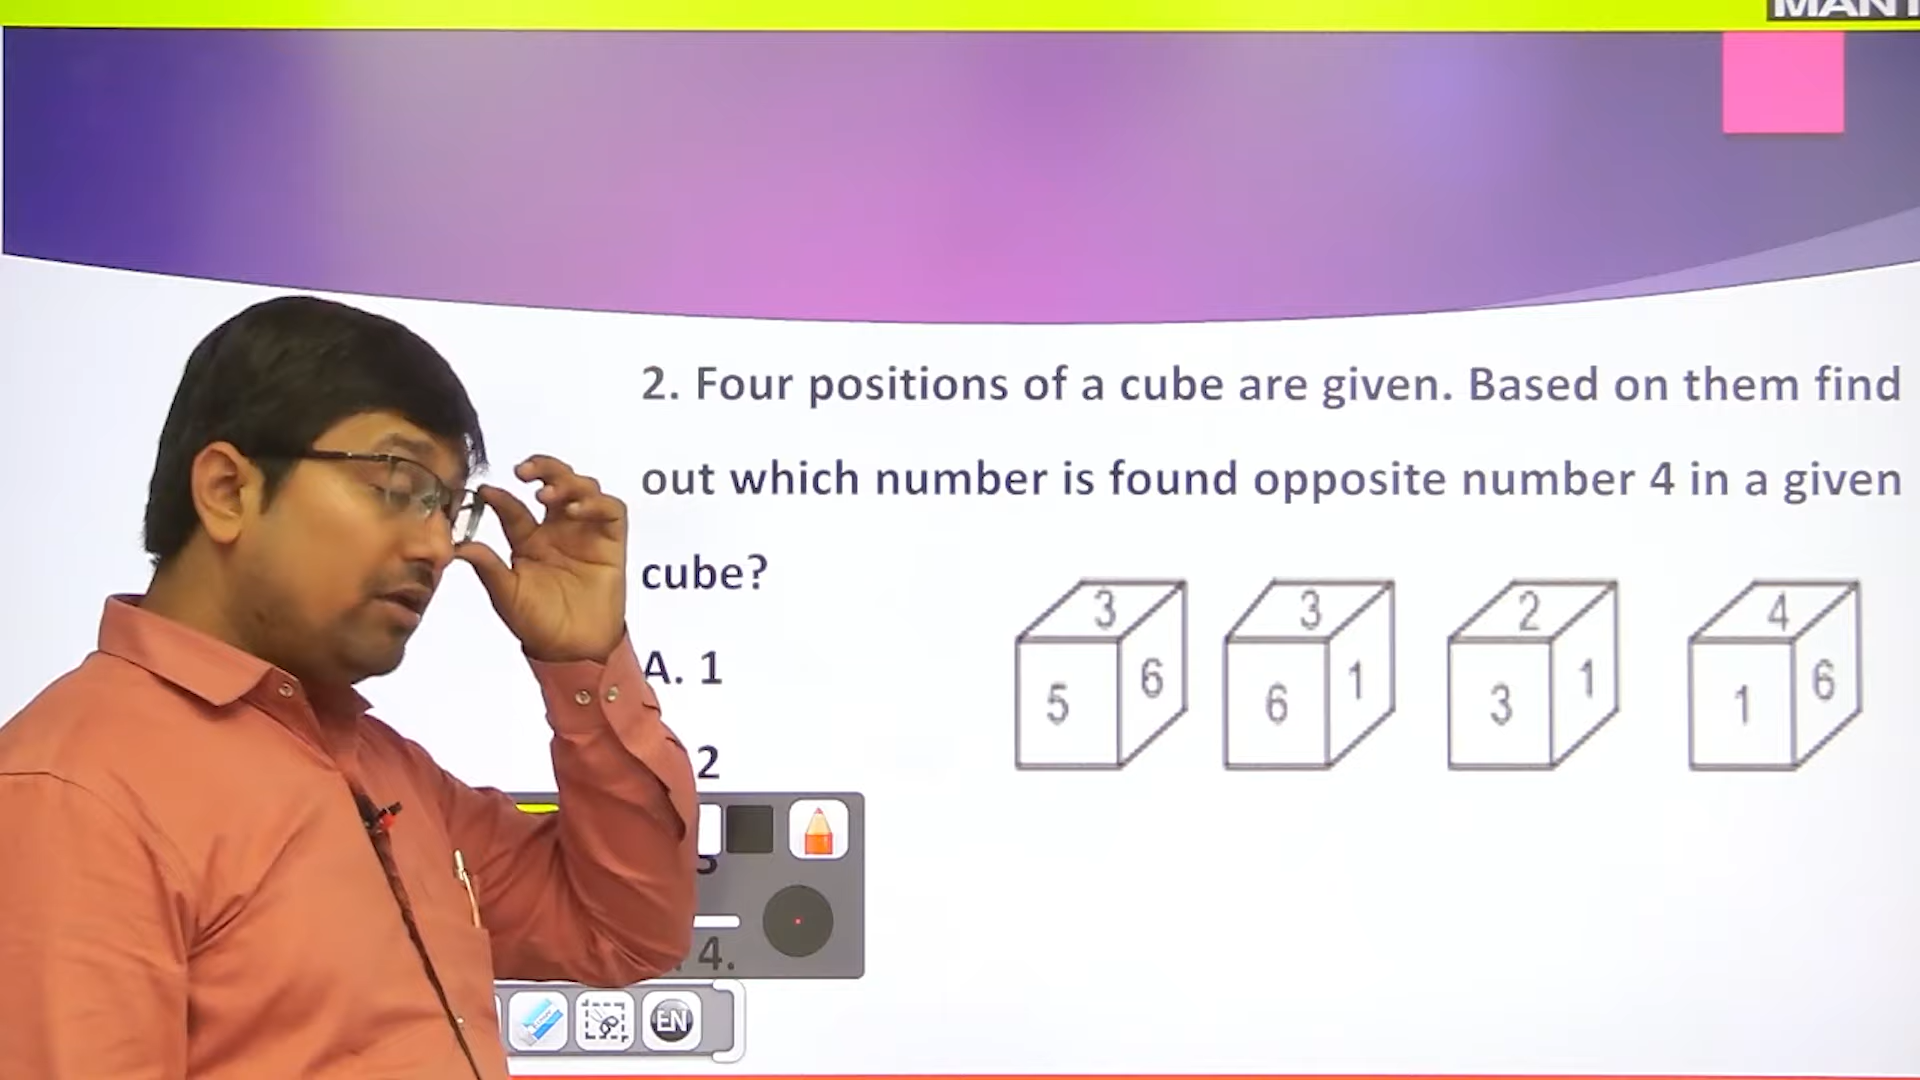 MANT
2. Four positions of a cube are given. Based on them find
out which number is found opposite number 4 in a given
cube?
3 5 6
3 6 1
2 3 1
4 1 6
A. 1
2
3
4.
EN